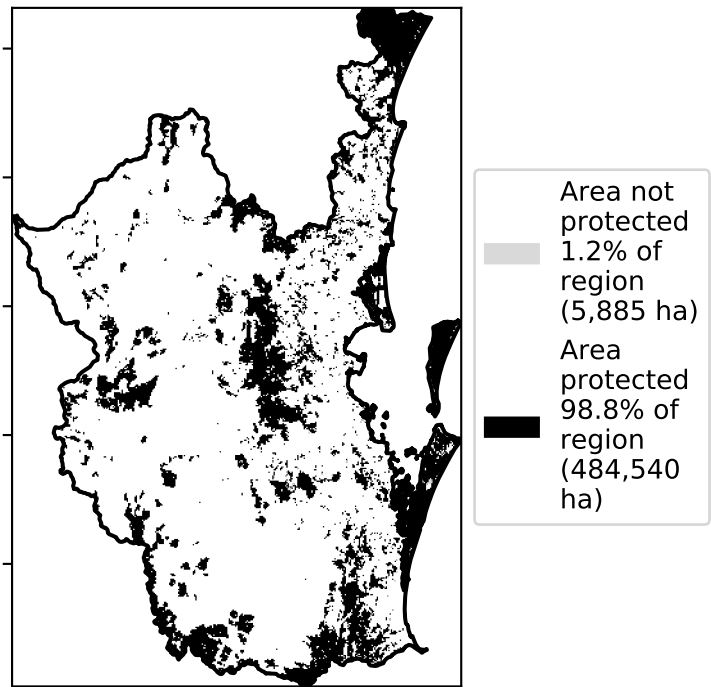 Area not
protected
1.2% of
region
(5,885 ha)
Area
protected
98.8% of
region
(484,540
ha)